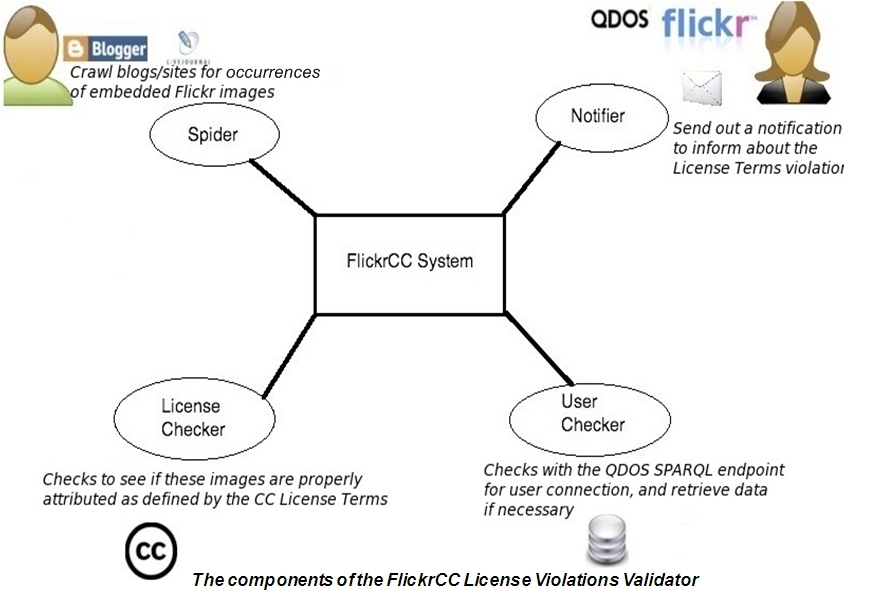 QDOS flickr™
Blogger
LIVEJOURNAL
Crawl blogs/sites for occurrences
of embedded Flickr images
Spider
Notifier
Send out a notification
to inform about the
License Terms violation
FlickrCC System
License
Checker
User
Checker
Checks to see if these images are properly
attributed as defined by the CC License Terms
Checks with the QDOS SPARQL endpoint
for user connection, and retrieve data
if necessary
cc
The components of the FlickrCC License Violations Validator